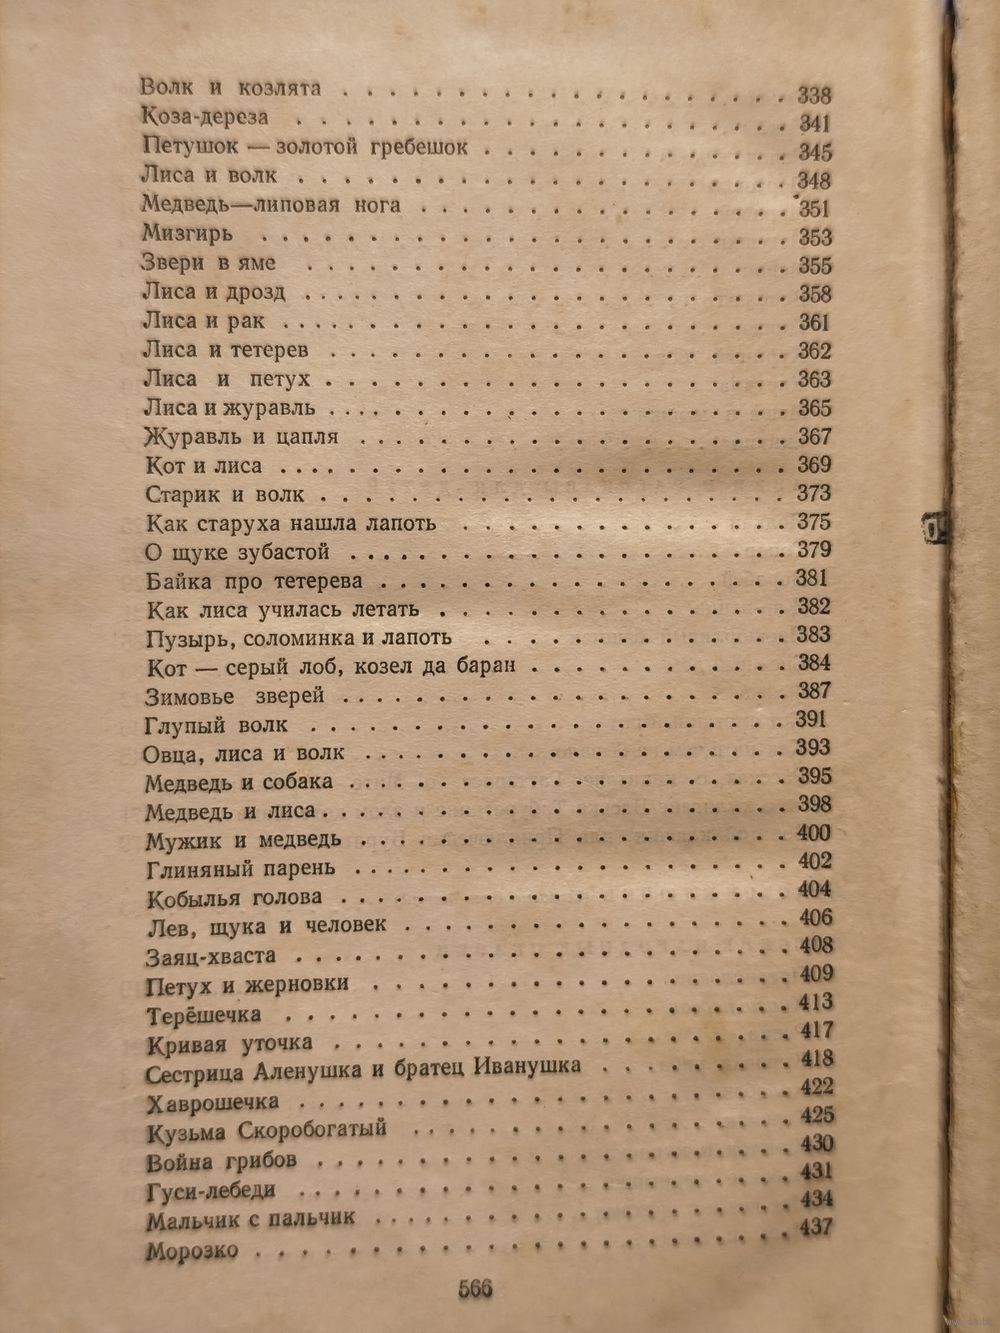 Волк и козлята . . . . . . . . . . . . . . . . . . . . 338
Коза-дереза . . . . . . . . . . . . . . . . . . . . 341
Петушок — золотой гребешок . . . . . . . . . . . . . . 345
Лиса и волк . . . . . . . . . . . . . . . . . . . . 348
Медведь—липовая нога . . . . . . . . . . . . . . . . 351
Мизгирь . . . . . . . . . . . . . . . . . . . . 353
Звери в яме . . . . . . . . . . . . . . . . . . . . 355
Лиса и дрозд . . . . . . . . . . . . . . . . . . . . 358
Лиса и рак . . . . . . . . . . . . . . . . . . . . 361
Лиса и тетерев . . . . . . . . . . . . . . . . . . . . 362
Лиса и петух . . . . . . . . . . . . . . . . . . . . 363
Лиса и журавль . . . . . . . . . . . . . . . . . . . . 365
Журавль и цапля . . . . . . . . . . . . . . . . . . 367
Кот и лиса . . . . . . . . . . . . . . . . . . . . 369
Старик и волк . . . . . . . . . . . . . . . . . . . . 373
Как старуха нашла лапоть . . . . . . . . . . . . . . 375
О щуке зубастой . . . . . . . . . . . . . . . . . . 379
Байка про тетерева . . . . . . . . . . . . . . . . 381
Как лиса училась летать . . . . . . . . . . . . . . 382
Пузырь, соломинка и лапоть . . . . . . . . . . . . . . 383
Кот — серый лоб, козел да баран . . . . . . . . . . . . 384
Зимовье зверей . . . . . . . . . . . . . . . . . . 387
Глупый волк . . . . . . . . . . . . . . . . . . . . 391
Овца, лиса и волк . . . . . . . . . . . . . . . . . . 393
Медведь и собака . . . . . . . . . . . . . . . . . . 395
Медведь и лиса . . . . . . . . . . . . . . . . . . . . 398
Мужик и медведь . . . . . . . . . . . . . . . . . . 400
Глиняный парень . . . . . . . . . . . . . . . . . . 402
Кобылья голова . . . . . . . . . . . . . . . . . . 404
Лев, щука и человек . . . . . . . . . . . . . . . . 406
Заяц-хваста . . . . . . . . . . . . . . . . . . . . 408
Петух и жерновки . . . . . . . . . . . . . . . . . . 409
Терёшечка . . . . . . . . . . . . . . . . . . . . 413
Кривая уточка . . . . . . . . . . . . . . . . . . . . 417
Сестрица Аленушка и братец Иванушка . . . . . . . . . 418
Хаврошечка . . . . . . . . . . . . . . . . . . . . 422
Кузьма Скоробогатый . . . . . . . . . . . . . . . . 425
Война грибов . . . . . . . . . . . . . . . . . . . . 430
Гуси-лебеди . . . . . . . . . . . . . . . . . . . . 431
Мальчик с пальчик . . . . . . . . . . . . . . . . . . 434
Морозко . . . . . . . . . . . . . . . . . . . . 437
566